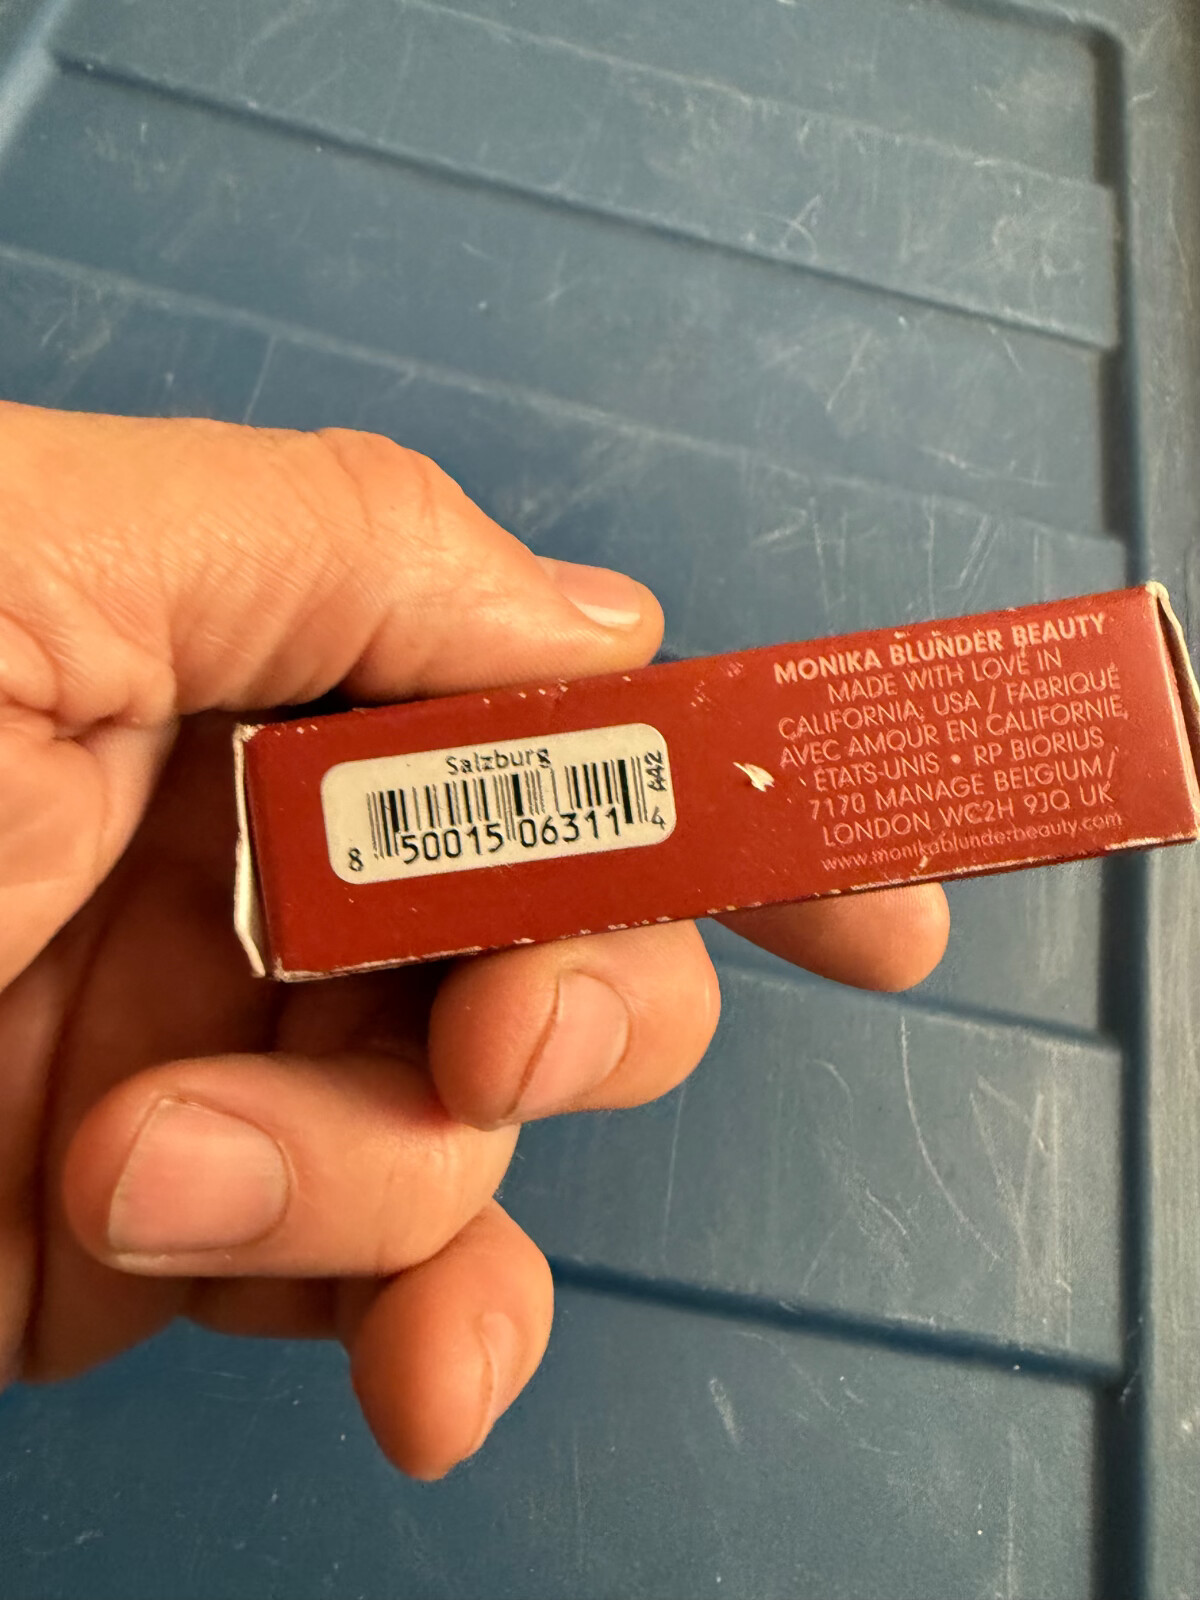 Salzburg
A42
8 50015 06311 4
MONIKA BLUNDER BEAUTY
MADE WITH LOVE IN
CALIFORNIA, USA / FABRIQUÉ
AVEC AMOUR EN CALIFORNIE,
ÉTATS-UNIS • RP BIORIUS
7170 MANAGE BELGIUM/
LONDON WC2H 9JQ UK
www.monikablunderbeauty.com